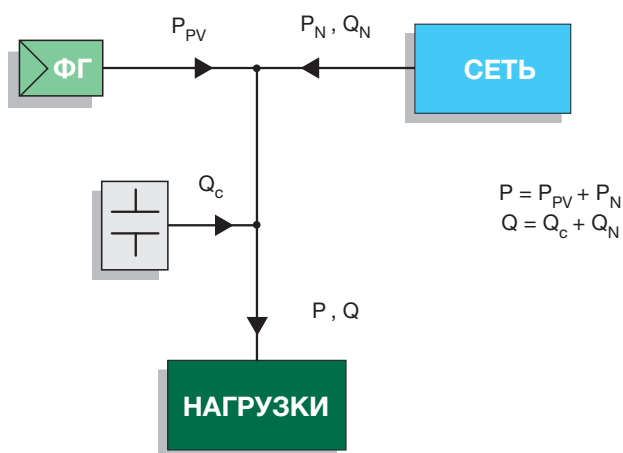 P_PV
P_N , Q_N
ФГ
СЕТЬ
Q_c
P = P_PV + P_N
Q = Q_c + Q_N
P , Q
НАГРУЗКИ